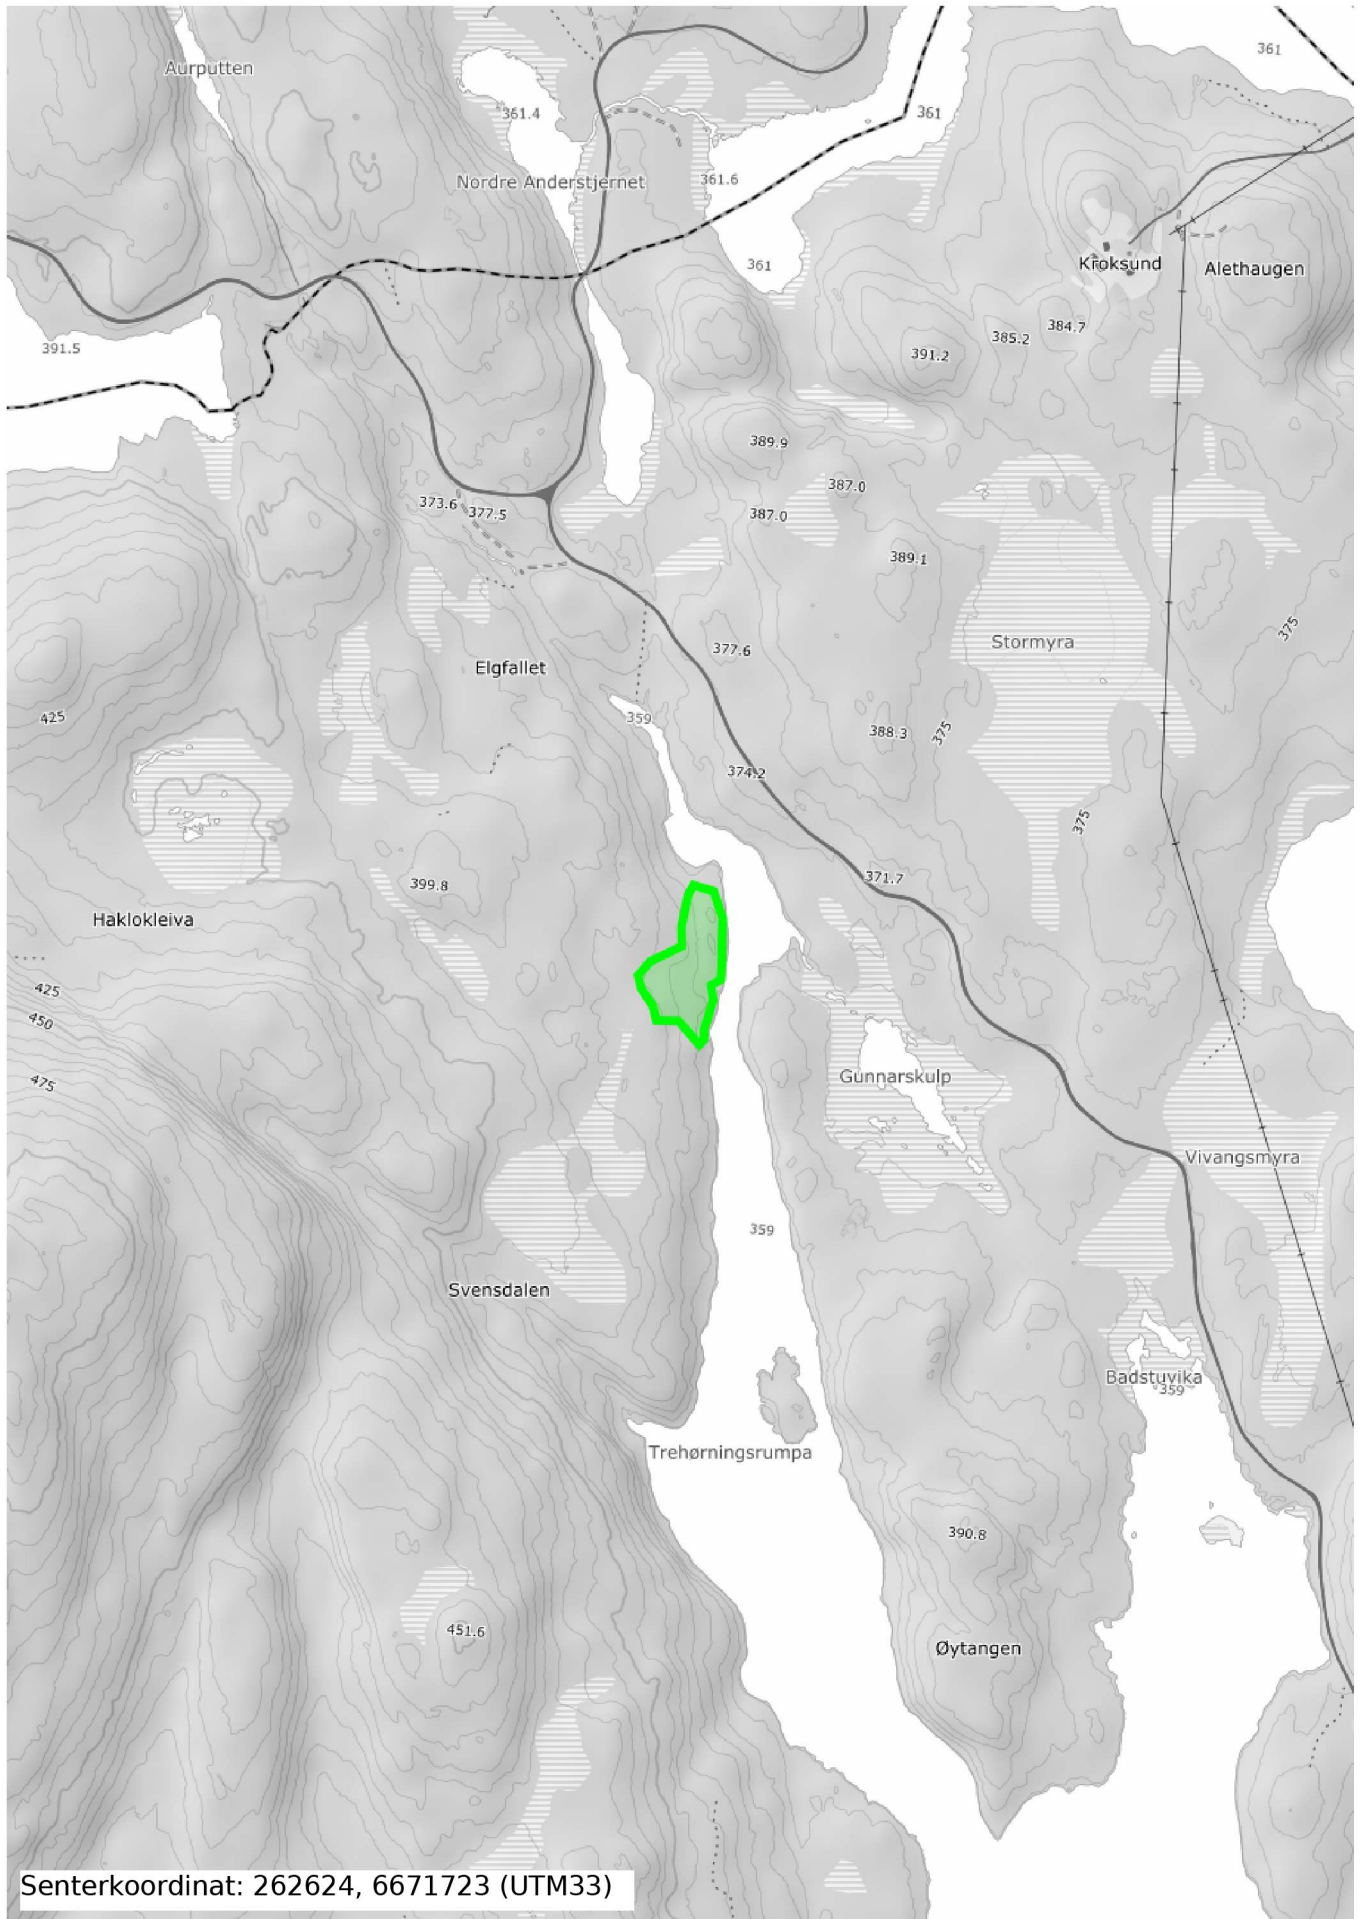 361
Aurputten
361.4
361
Nordre Anderstjernet
361.6
361
Kroksund
Alethaugen
391.5
384.7
385.2
391.2
389.9
387.0
373.6
377.5
387.0
389.1
375
Stormyra
377.6
Elgfallet
425
359
388.3
375
374.2
375
371.7
399.8
Haklokleiva
425
450
475
Gunnarskulp
Vivangsmyra
359
Svensdalen
Badstuvika
359
Trehørningsrumpa
390.8
451.6
Øytangen
Senterkoordinat: 262624, 6671723 (UTM33)